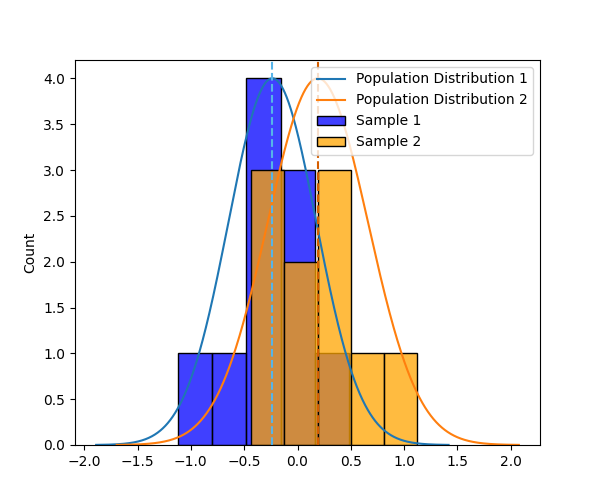 Population Distribution 1
Population Distribution 2
Sample 1
Sample 2
Count
4.0
3.5
3.0
2.5
2.0
1.5
1.0
0.5
0.0
−2.0 −1.5 −1.0 −0.5 0.0 0.5 1.0 1.5 2.0